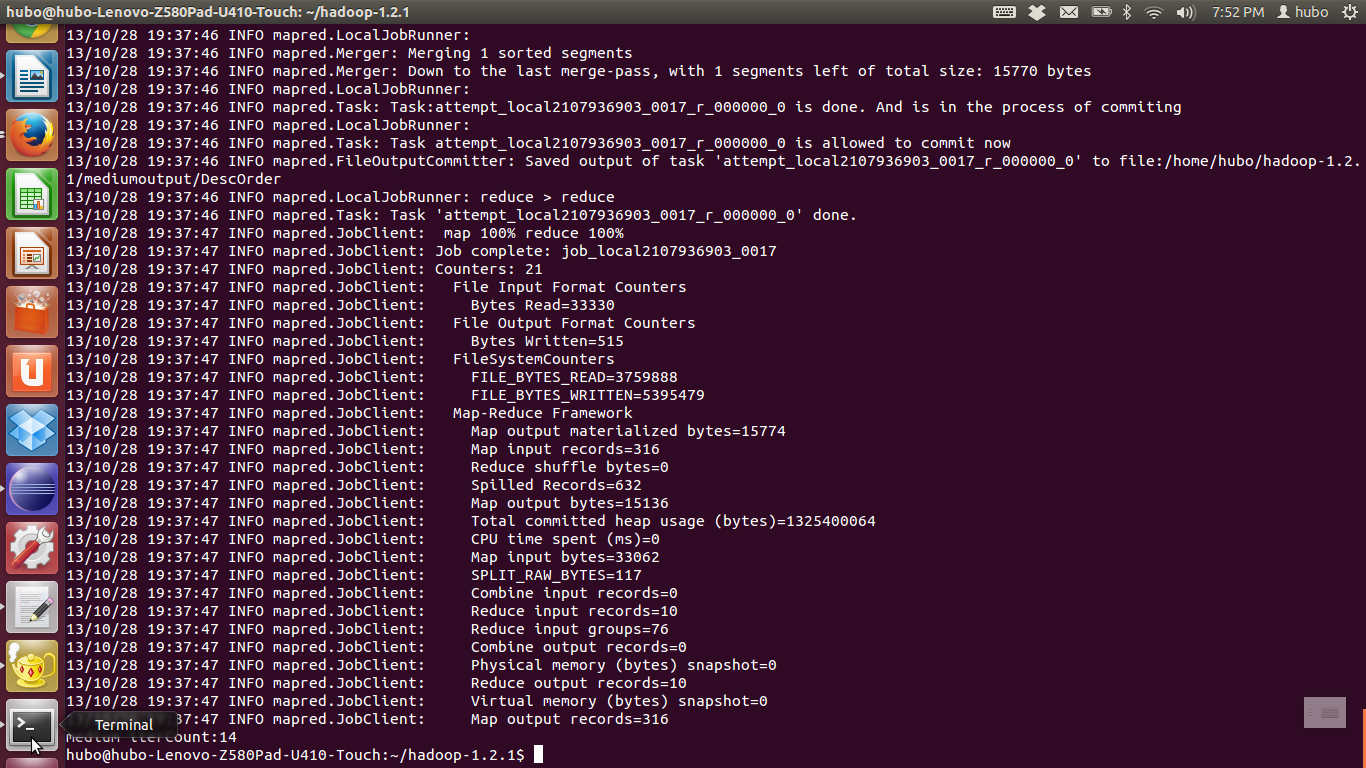 hubo@hubo-Lenovo-Z580Pad-U410-Touch: ~/hadoop-1.2.1
7:52 PM
hubo
13/10/28 19:37:46 INFO mapred.LocalJobRunner:
13/10/28 19:37:46 INFO mapred.Merger: Merging 1 sorted segments
13/10/28 19:37:46 INFO mapred.Merger: Down to the last merge-pass, with 1 segments left of total size: 15770 bytes
13/10/28 19:37:46 INFO mapred.LocalJobRunner:
13/10/28 19:37:46 INFO mapred.Task: Task:attempt_local2107936903_0017_r_000000_0 is done. And is in the process of commiting
13/10/28 19:37:46 INFO mapred.LocalJobRunner:
13/10/28 19:37:46 INFO mapred.Task: Task attempt_local2107936903_0017_r_000000_0 is allowed to commit now
13/10/28 19:37:46 INFO mapred.FileOutputCommitter: Saved output of task 'attempt_local2107936903_0017_r_000000_0' to file:/home/hubo/hadoop-1.2.
1/mediumoutput/DescOrder
13/10/28 19:37:46 INFO mapred.LocalJobRunner: reduce > reduce
13/10/28 19:37:46 INFO mapred.Task: Task 'attempt_local2107936903_0017_r_000000_0' done.
13/10/28 19:37:47 INFO mapred.JobClient:  map 100% reduce 100%
13/10/28 19:37:47 INFO mapred.JobClient: Job complete: job_local2107936903_0017
13/10/28 19:37:47 INFO mapred.JobClient: Counters: 21
13/10/28 19:37:47 INFO mapred.JobClient:   File Input Format Counters
13/10/28 19:37:47 INFO mapred.JobClient:     Bytes Read=33330
13/10/28 19:37:47 INFO mapred.JobClient:   File Output Format Counters
13/10/28 19:37:47 INFO mapred.JobClient:     Bytes Written=515
13/10/28 19:37:47 INFO mapred.JobClient:   FileSystemCounters
13/10/28 19:37:47 INFO mapred.JobClient:     FILE_BYTES_READ=3759888
13/10/28 19:37:47 INFO mapred.JobClient:     FILE_BYTES_WRITTEN=5395479
13/10/28 19:37:47 INFO mapred.JobClient:   Map-Reduce Framework
13/10/28 19:37:47 INFO mapred.JobClient:     Map output materialized bytes=15774
13/10/28 19:37:47 INFO mapred.JobClient:     Map input records=316
13/10/28 19:37:47 INFO mapred.JobClient:     Reduce shuffle bytes=0
13/10/28 19:37:47 INFO mapred.JobClient:     Spilled Records=632
13/10/28 19:37:47 INFO mapred.JobClient:     Map output bytes=15136
13/10/28 19:37:47 INFO mapred.JobClient:     Total committed heap usage (bytes)=1325400064
13/10/28 19:37:47 INFO mapred.JobClient:     CPU time spent (ms)=0
13/10/28 19:37:47 INFO mapred.JobClient:     Map input bytes=33062
13/10/28 19:37:47 INFO mapred.JobClient:     SPLIT_RAW_BYTES=117
13/10/28 19:37:47 INFO mapred.JobClient:     Combine input records=0
13/10/28 19:37:47 INFO mapred.JobClient:     Reduce input records=10
13/10/28 19:37:47 INFO mapred.JobClient:     Reduce input groups=76
13/10/28 19:37:47 INFO mapred.JobClient:     Combine output records=0
13/10/28 19:37:47 INFO mapred.JobClient:     Physical memory (bytes) snapshot=0
13/10/28 19:37:47 INFO mapred.JobClient:     Reduce output records=10
13/10/28 19:37:47 INFO mapred.JobClient:     Virtual memory (bytes) snapshot=0
Terminal
37:47 INFO mapred.JobClient:     Map output records=316
medium itercount:14
hubo@hubo-Lenovo-Z580Pad-U410-Touch:~/hadoop-1.2.1$